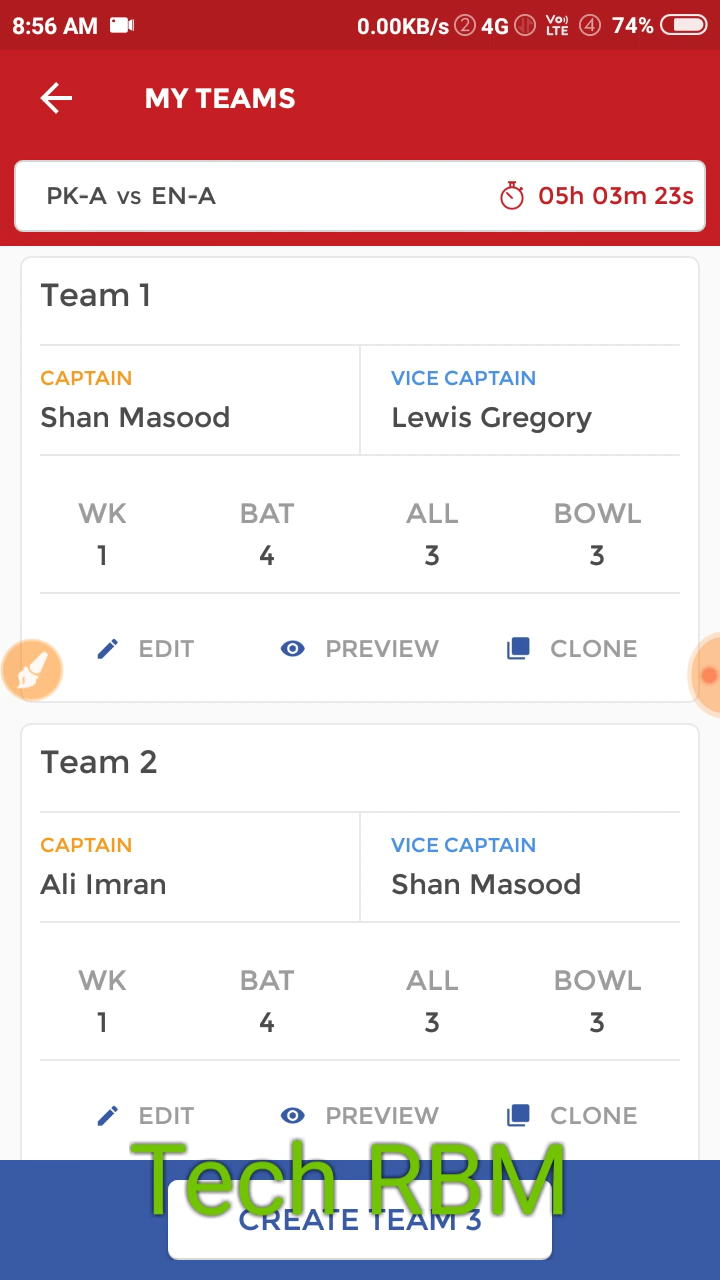 8:56 AM 0.00KB/s 2 4G VoLTE 4 74%
MY TEAMS
PK-A vs EN-A 05h 03m 23s
Team 1
CAPTAIN VICE CAPTAIN
Shan Masood Lewis Gregory
WK BAT ALL BOWL
1 4 3 3
EDIT PREVIEW CLONE
Team 2
CAPTAIN VICE CAPTAIN
Ali Imran Shan Masood
WK BAT ALL BOWL
1 4 3 3
EDIT PREVIEW CLONE
Tech RBM
CREATE TEAM 3